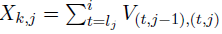 X_{k,j} = \sum_{t=l_j}^{i} V_{(t,j-1),(t,j)}